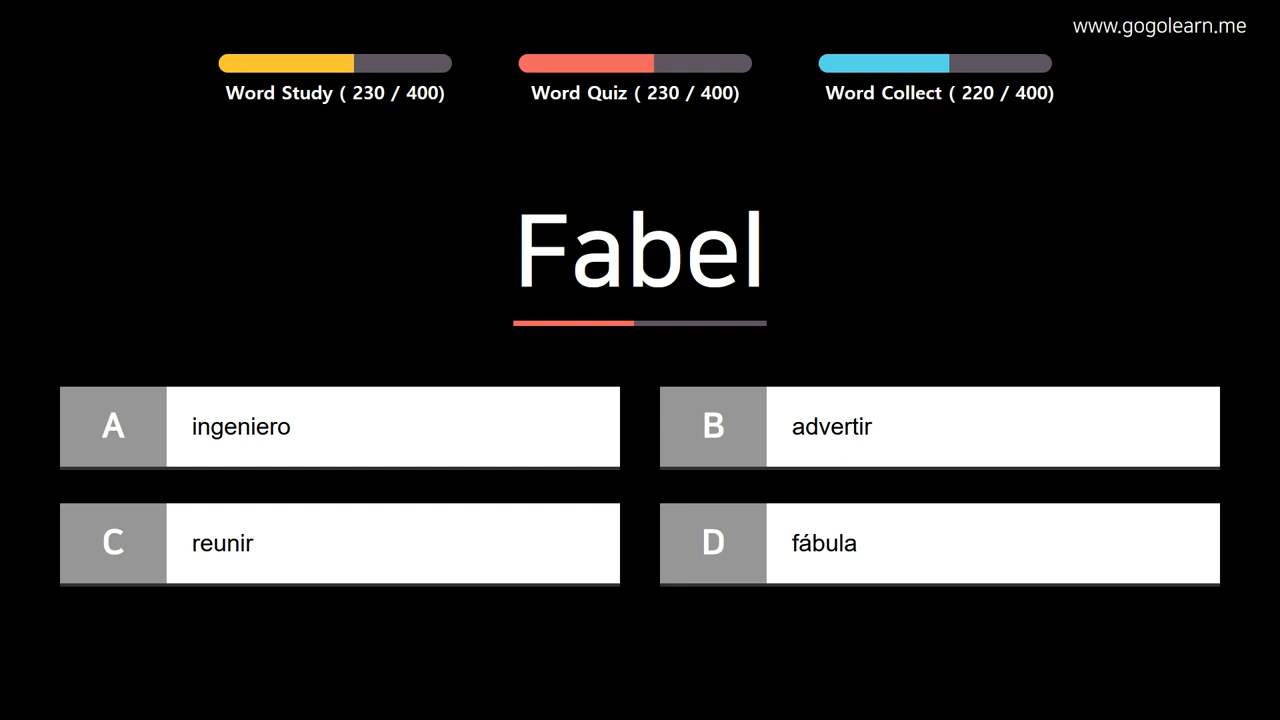 www.gogolearn.me
Word Study ( 230 / 400)
Word Quiz ( 230 / 400)
Word Collect ( 220 / 400)
Fabel
A
ingeniero
B
advertir
C
reunir
D
fábula